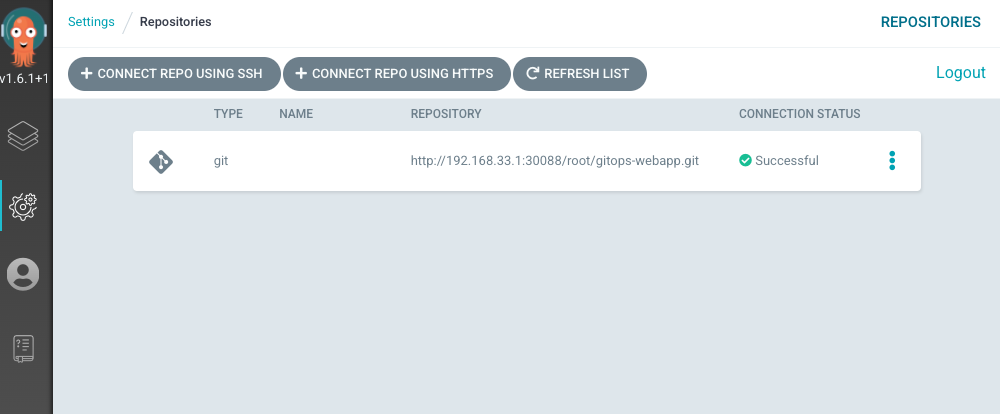 Settings / Repositories
REPOSITORIES
v1.6.1+1
CONNECT REPO USING SSH
CONNECT REPO USING HTTPS
REFRESH LIST
Logout
TYPE NAME REPOSITORY CONNECTION STATUS
git http://192.168.33.1:30088/root/gitops-webapp.git Successful